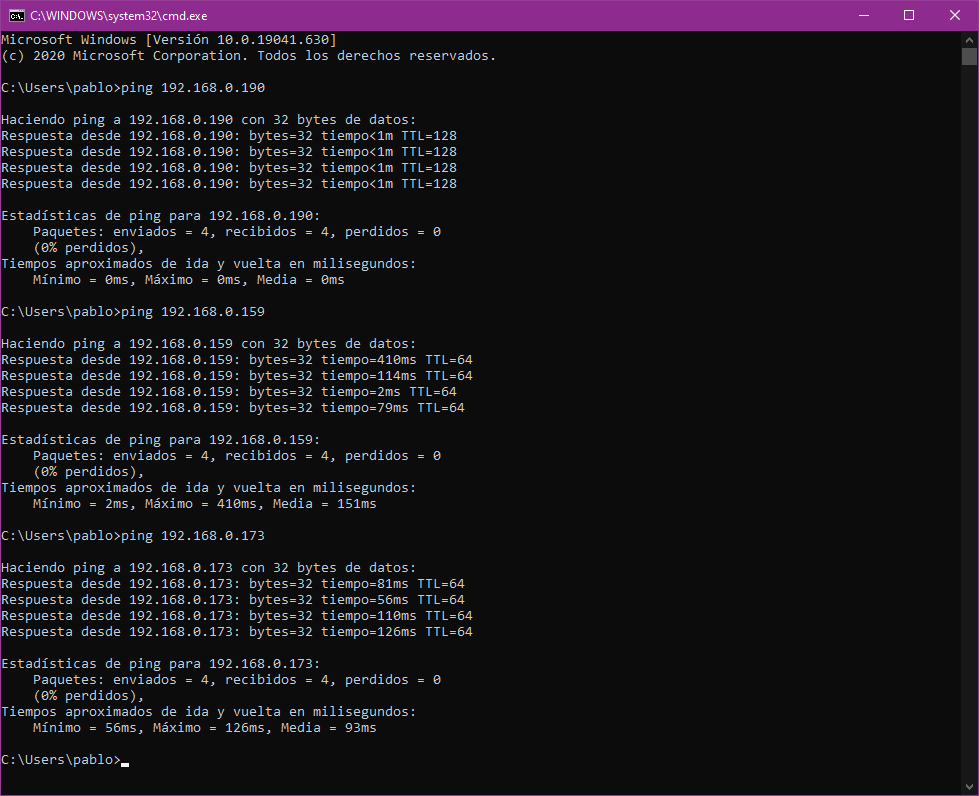 C:\WINDOWS\system32\cmd.exe
Microsoft Windows [Versión 10.0.19041.630]
(c) 2020 Microsoft Corporation. Todos los derechos reservados.
C:\Users\pablo>ping 192.168.0.190
Haciendo ping a 192.168.0.190 con 32 bytes de datos:
Respuesta desde 192.168.0.190: bytes=32 tiempo<1m TTL=128
Respuesta desde 192.168.0.190: bytes=32 tiempo<1m TTL=128
Respuesta desde 192.168.0.190: bytes=32 tiempo<1m TTL=128
Respuesta desde 192.168.0.190: bytes=32 tiempo<1m TTL=128
Estadísticas de ping para 192.168.0.190:
    Paquetes: enviados = 4, recibidos = 4, perdidos = 0
    (0% perdidos),
Tiempos aproximados de ida y vuelta en milisegundos:
    Mínimo = 0ms, Máximo = 0ms, Media = 0ms
C:\Users\pablo>ping 192.168.0.159
Haciendo ping a 192.168.0.159 con 32 bytes de datos:
Respuesta desde 192.168.0.159: bytes=32 tiempo=410ms TTL=64
Respuesta desde 192.168.0.159: bytes=32 tiempo=114ms TTL=64
Respuesta desde 192.168.0.159: bytes=32 tiempo=2ms TTL=64
Respuesta desde 192.168.0.159: bytes=32 tiempo=79ms TTL=64
Estadísticas de ping para 192.168.0.159:
    Paquetes: enviados = 4, recibidos = 4, perdidos = 0
    (0% perdidos),
Tiempos aproximados de ida y vuelta en milisegundos:
    Mínimo = 2ms, Máximo = 410ms, Media = 151ms
C:\Users\pablo>ping 192.168.0.173
Haciendo ping a 192.168.0.173 con 32 bytes de datos:
Respuesta desde 192.168.0.173: bytes=32 tiempo=81ms TTL=64
Respuesta desde 192.168.0.173: bytes=32 tiempo=56ms TTL=64
Respuesta desde 192.168.0.173: bytes=32 tiempo=110ms TTL=64
Respuesta desde 192.168.0.173: bytes=32 tiempo=126ms TTL=64
Estadísticas de ping para 192.168.0.173:
    Paquetes: enviados = 4, recibidos = 4, perdidos = 0
    (0% perdidos),
Tiempos aproximados de ida y vuelta en milisegundos:
    Mínimo = 56ms, Máximo = 126ms, Media = 93ms
C:\Users\pablo>